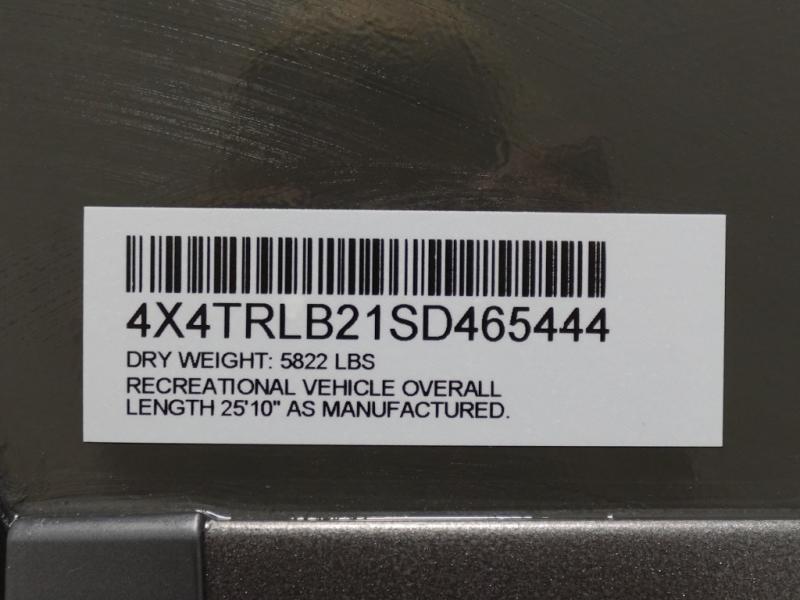 4X4TRLB21SD465444
DRY WEIGHT: 5822 LBS
RECREATIONAL VEHICLE OVERALL
LENGTH 25'10" AS MANUFACTURED.